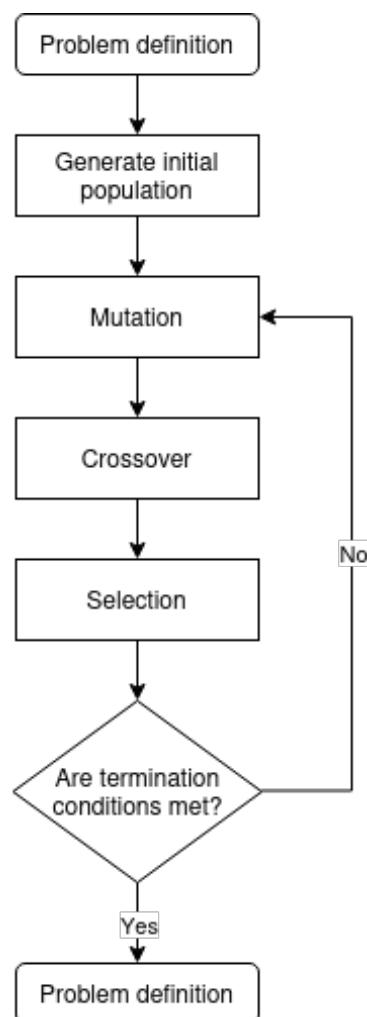 Problem definition
Generate initial
population
Mutation
Crossover
No
Selection
Are termination
conditions met?
Yes
Problem definition